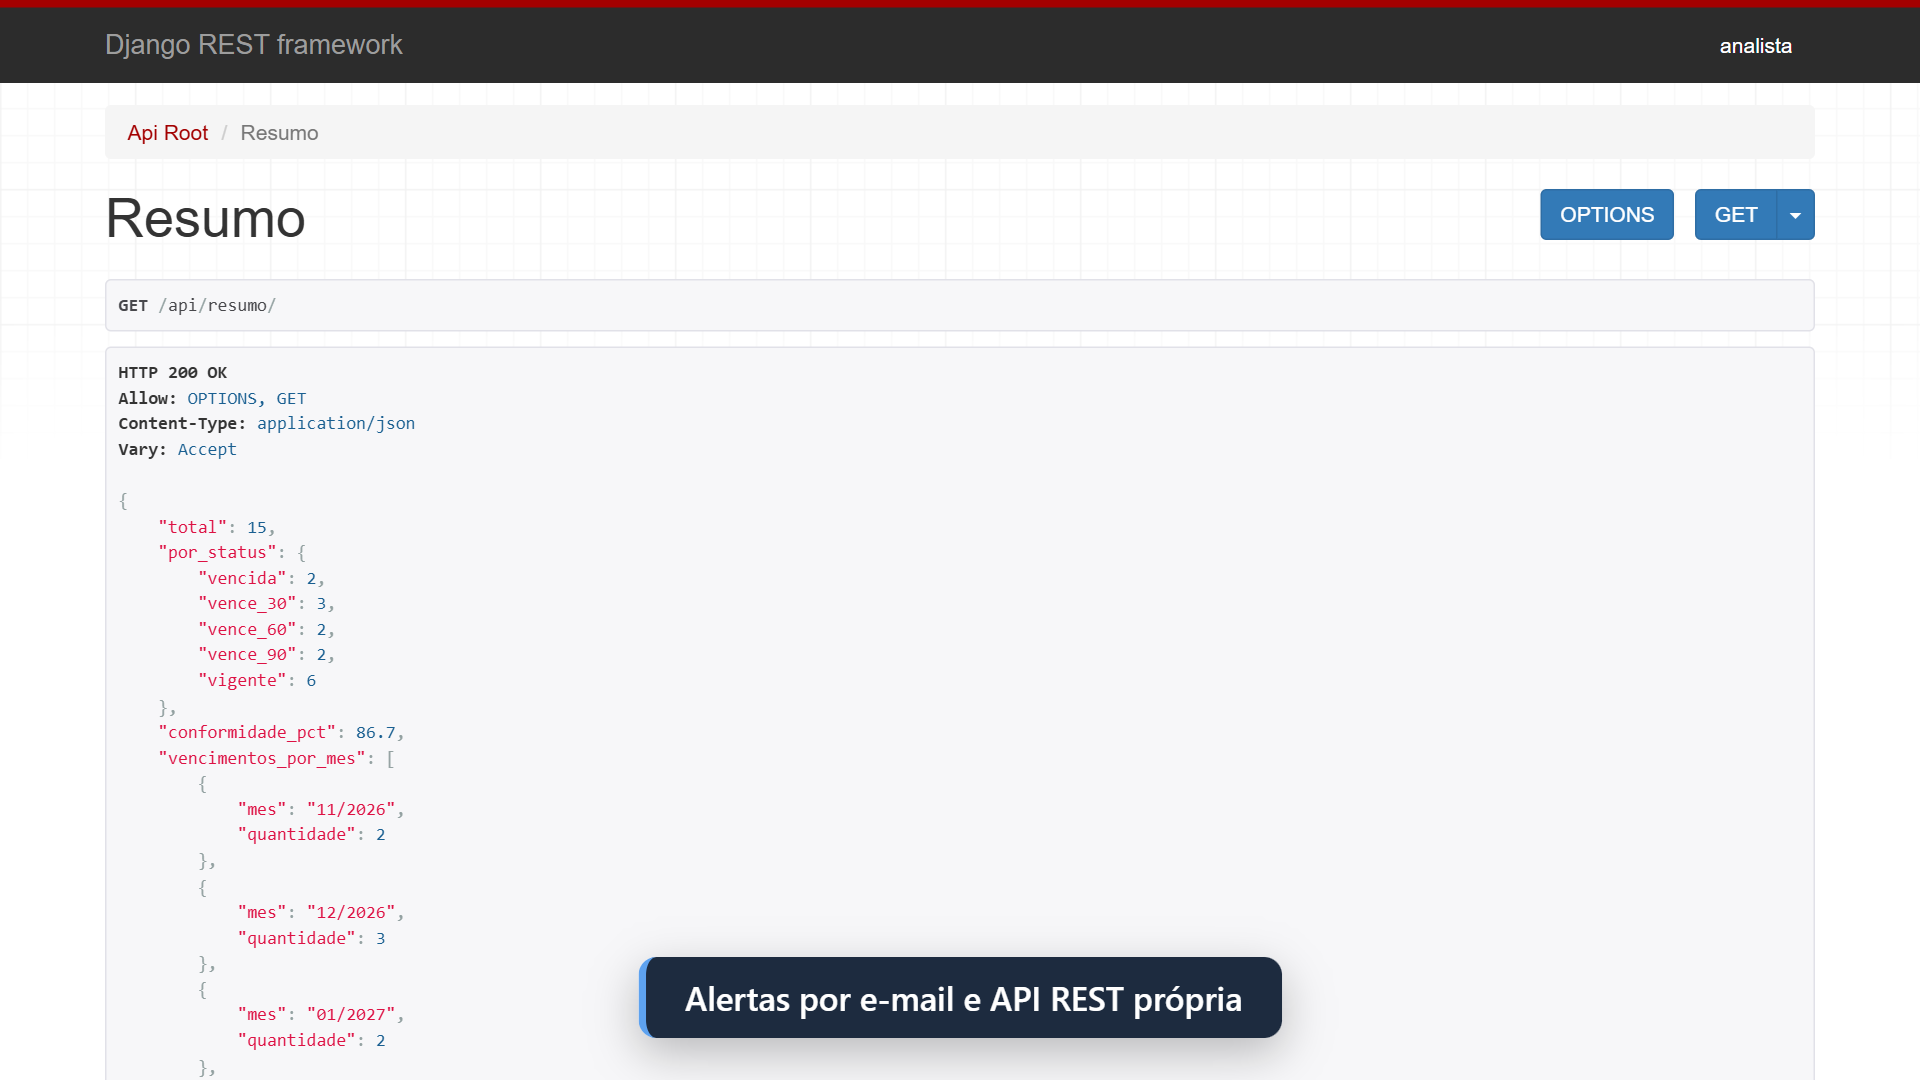 Django REST framework
analista
Api Root / Resumo
Resumo
OPTIONS
GET
GET /api/resumo/
HTTP 200 OK
Allow: OPTIONS, GET
Content-Type: application/json
Vary: Accept
{
    "total": 15,
    "por_status": {
        "vencida": 2,
        "vence_30": 3,
        "vence_60": 2,
        "vence_90": 2,
        "vigente": 6
    },
    "conformidade_pct": 86.7,
    "vencimentos_por_mes": [
        {
            "mes": "11/2026",
            "quantidade": 2
        },
        {
            "mes": "12/2026",
            "quantidade": 3
        },
        {
            "mes": "01/2027",
            "quantidade": 2
        },
Alertas por e-mail e API REST própria